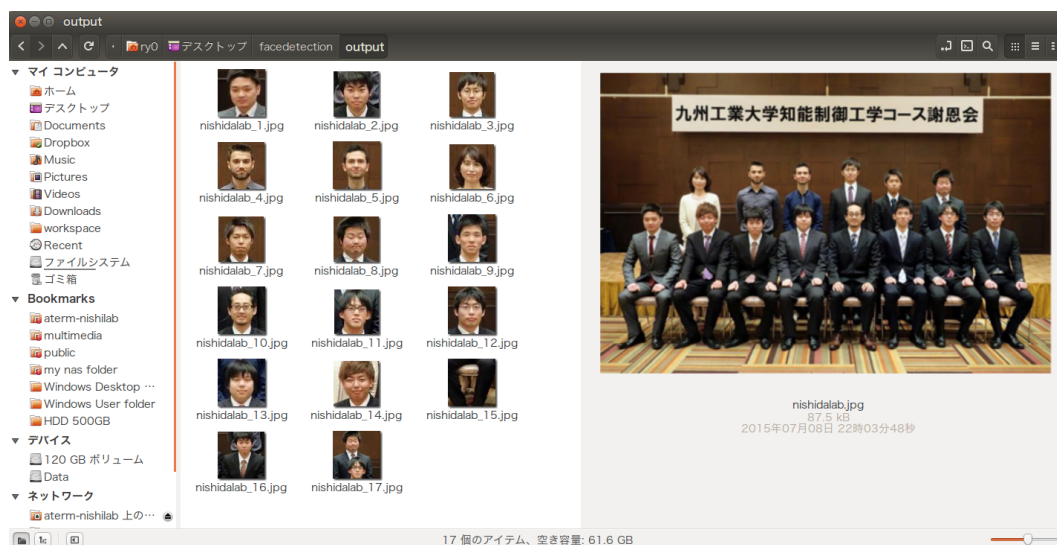 output
ry0 デスクトップ facedetection output
マイ コンピュータ
ホーム
デスクトップ
Documents
Dropbox
Music
Pictures
Videos
Downloads
workspace
Recent
ファイルシステム
ゴミ箱
Bookmarks
aterm-nishilab
multimedia
public
my nas folder
Windows Desktop …
Windows User folder
HDD 500GB
デバイス
120 GB ボリューム
Data
ネットワーク
aterm-nishilab 上の…
nishidalab_1.jpg nishidalab_2.jpg nishidalab_3.jpg
nishidalab_4.jpg nishidalab_5.jpg nishidalab_6.jpg
nishidalab_7.jpg nishidalab_8.jpg nishidalab_9.jpg
nishidalab_10.jpg nishidalab_11.jpg nishidalab_12.jpg
nishidalab_13.jpg nishidalab_14.jpg nishidalab_15.jpg
nishidalab_16.jpg nishidalab_17.jpg
九州工業大学知能制御工学コース謝恩会
nishidalab.jpg
87.5 kB
2015年07月08日 22時03分48秒
17 個のアイテム、空き容量: 61.6 GB